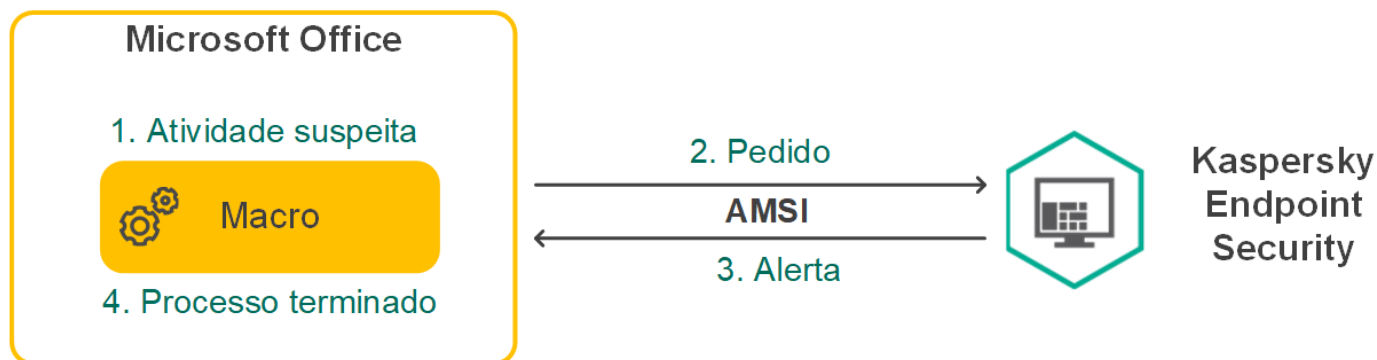 Microsoft Office
1. Atividade suspeita
Macro
4. Processo terminado
2. Pedido
AMSI
3. Alerta
Kaspersky
Endpoint
Security